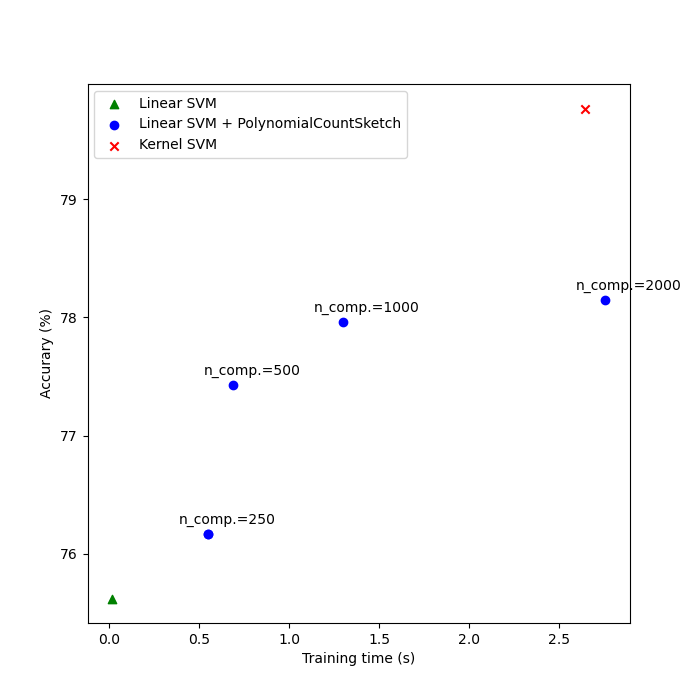 Linear SVM
Linear SVM + PolynomialCountSketch
Kernel SVM
79
78
77
76
Accurary (%)
n_comp.=2000
n_comp.=1000
n_comp.=500
n_comp.=250
0.0 0.5 1.0 1.5 2.0 2.5
Training time (s)